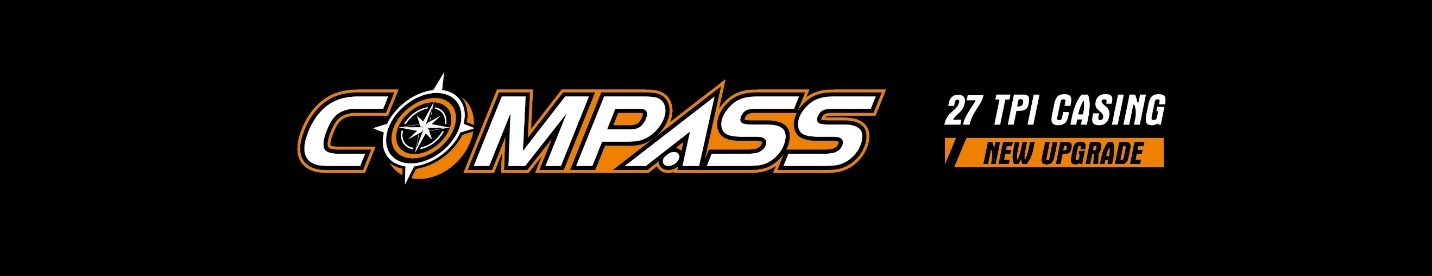 COMPASS
27 TPI CASING
NEW UPGRADE